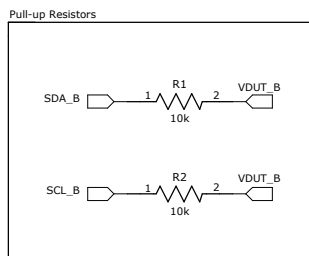 Pull-up Resistors
R1
SDA_B 1 2 VDUT_B
10k
R2
SCL_B 1 2 VDUT_B
10k